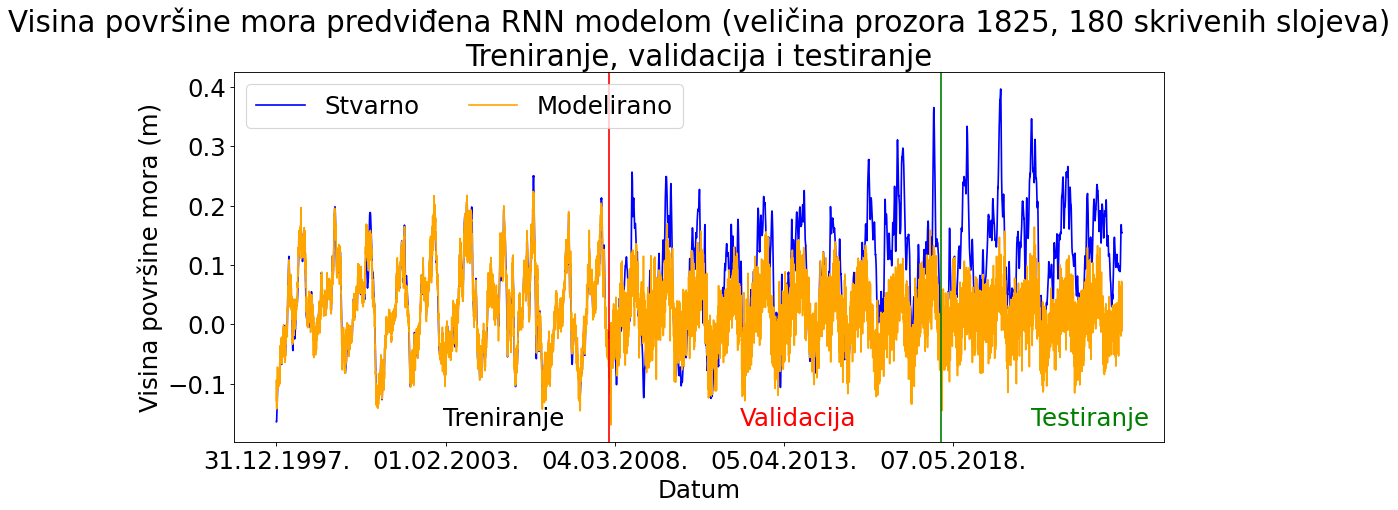 Visina površine mora predviđena RNN modelom (veličina prozora 1825, 180 skrivenih slojeva)
Treniranje, validacija i testiranje
Stvarno Modelirano
Visina površine mora (m)
0.4
0.3
0.2
0.1
0.0
−0.1
Treniranje Validacija Testiranje
31.12.1997. 01.02.2003. 04.03.2008. 05.04.2013. 07.05.2018.
Datum